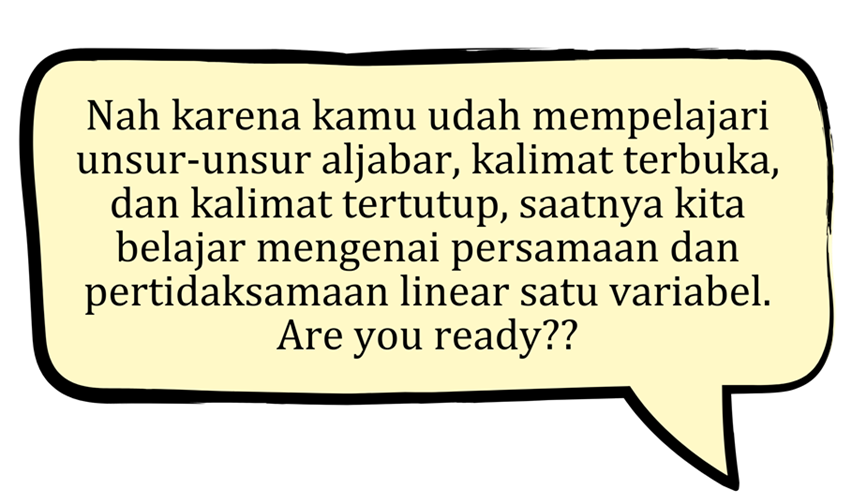 Nah karena kamu udah mempelajari
unsur-unsur aljabar, kalimat terbuka,
dan kalimat tertutup, saatnya kita
belajar mengenai persamaan dan
pertidaksamaan linear satu variabel.
Are you ready??